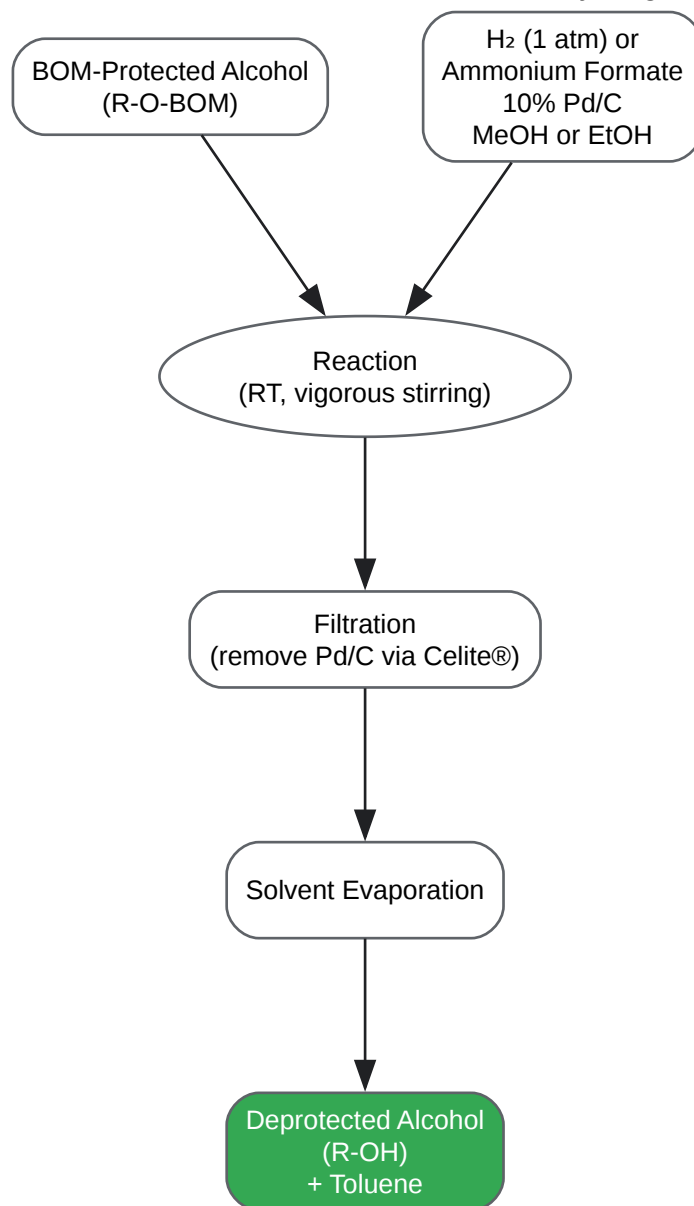 BOM-Protected Alcohol
(R-O-BOM)
H₂ (1 atm) or
Ammonium Formate
10% Pd/C
MeOH or EtOH
Reaction
(RT, vigorous stirring)
Filtration
(remove Pd/C via Celite®)
Solvent Evaporation
Deprotected Alcohol
(R-OH)
+ Toluene